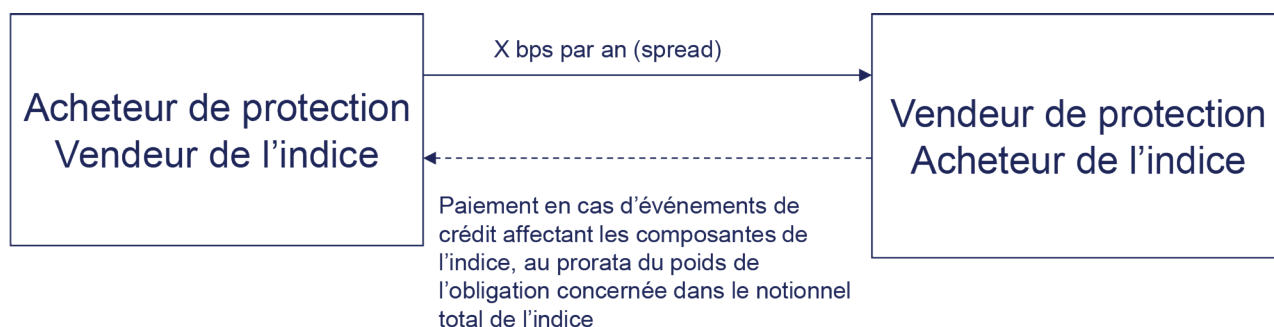 Acheteur de protection
Vendeur de l’indice
X bps par an (spread)
Paiement en cas d’événements de
crédit affectant les composantes de
l’indice, au prorata du poids de
l’obligation concernée dans le notionnel
total de l’indice
Vendeur de protection
Acheteur de l’indice